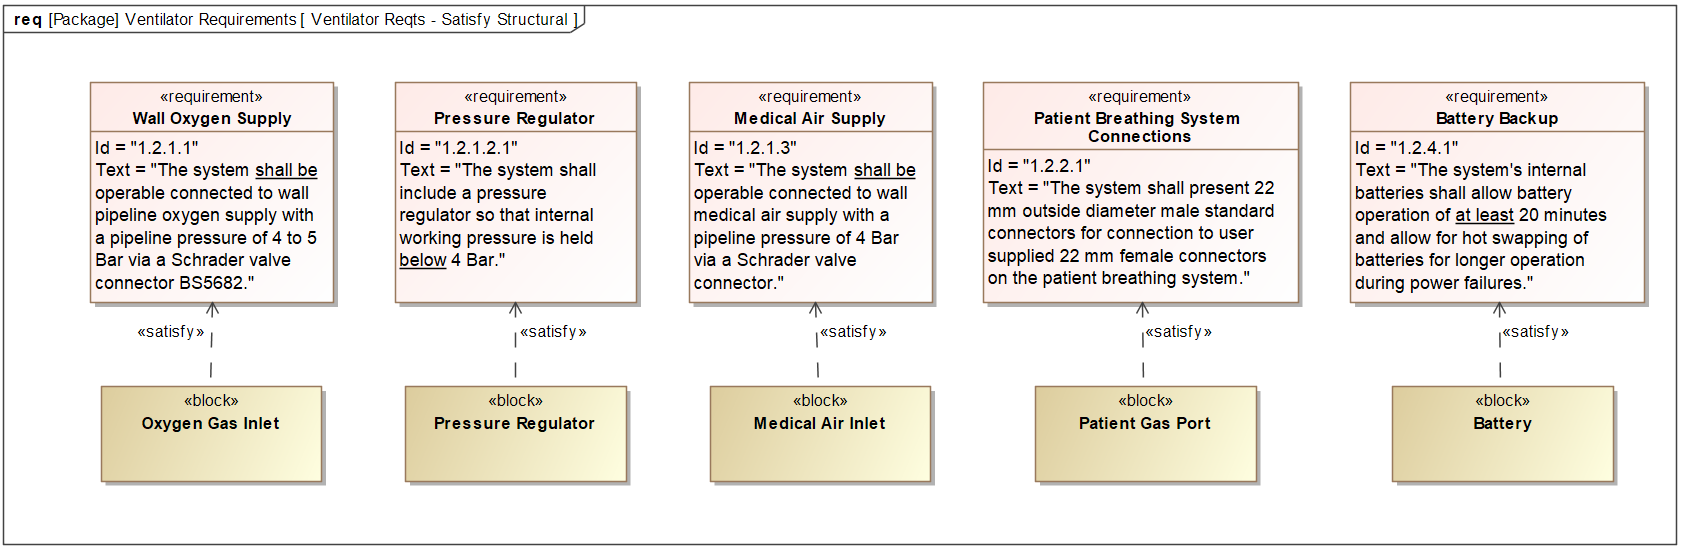 req [Package] Ventilator Requirements [ Ventilator Reqts - Satisfy Structural ]
«requirement»
Wall Oxygen Supply
Id = "1.2.1.1"
Text = "The system shall be
operable connected to wall
pipeline oxygen supply with
a pipeline pressure of 4 to 5
Bar via a Schrader valve
connector BS5682."
«requirement»
Pressure Regulator
Id = "1.2.1.2.1"
Text = "The system shall
include a pressure
regulator so that internal
working pressure is held
below 4 Bar."
«requirement»
Medical Air Supply
Id = "1.2.1.3"
Text = "The system shall be
operable connected to wall
medical air supply with a
pipeline pressure of 4 Bar
via a Schrader valve
connector."
«requirement»
Patient Breathing System
Connections
Id = "1.2.2.1"
Text = "The system shall present 22
mm outside diameter male standard
connectors for connection to user
supplied 22 mm female connectors
on the patient breathing system."
«requirement»
Battery Backup
Id = "1.2.4.1"
Text = "The system's internal
batteries shall allow battery
operation of at least 20 minutes
and allow for hot swapping of
batteries for longer operation
during power failures."
«satisfy»
«satisfy»
«satisfy»
«satisfy»
«satisfy»
«block»
Oxygen Gas Inlet
«block»
Pressure Regulator
«block»
Medical Air Inlet
«block»
Patient Gas Port
«block»
Battery